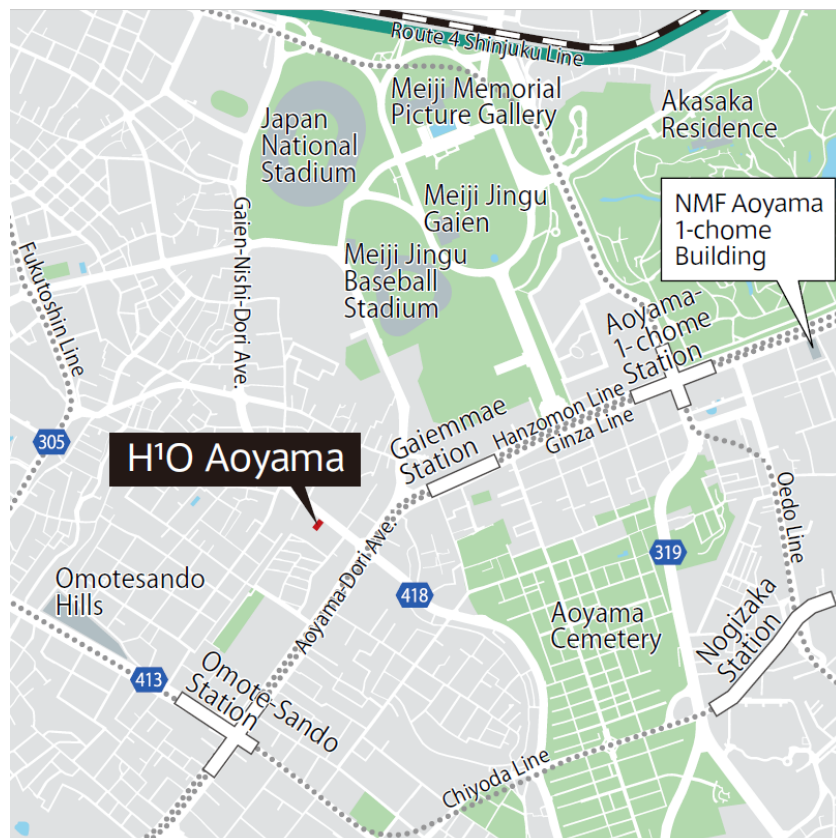 Route 4 Shinjuku Line
Meiji Memorial
Picture Gallery
Akasaka
Residence
Japan
National
Stadium
NMF Aoyama
1-chome
Building
Meiji Jingu
Gaien
Gaien-Nishi-Dori Ave.
Fukutoshin Line
Meiji Jingu
Baseball
Stadium
Aoyama-
1-chome
Station
Hanzomon Line
Ginza Line
Gaiemmae
Station
305
H¹O Aoyama
Oedo Line
319
Aoyama-Dori Ave.
Omotesando
Hills
418
Aoyama
Cemetery
Nogizaka
Station
413
Omote-Sando
Station
Chiyoda Line